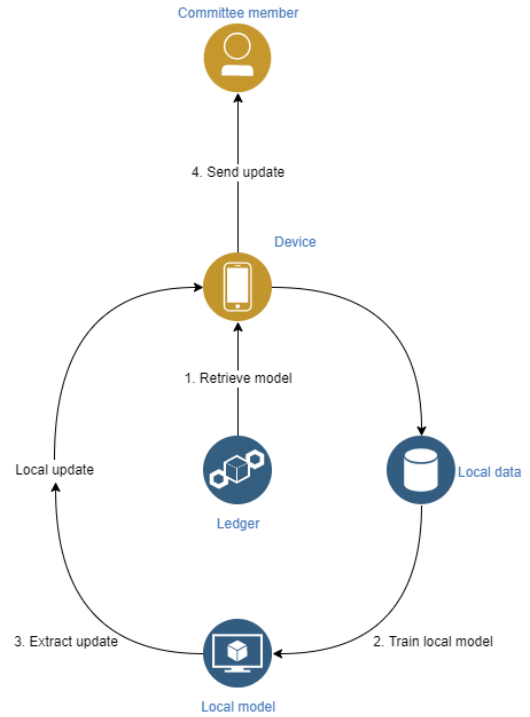 Committee member
4. Send update
Device
1. Retrieve model
Local update
Local data
Ledger
3. Extract update
2. Train local model
Local model